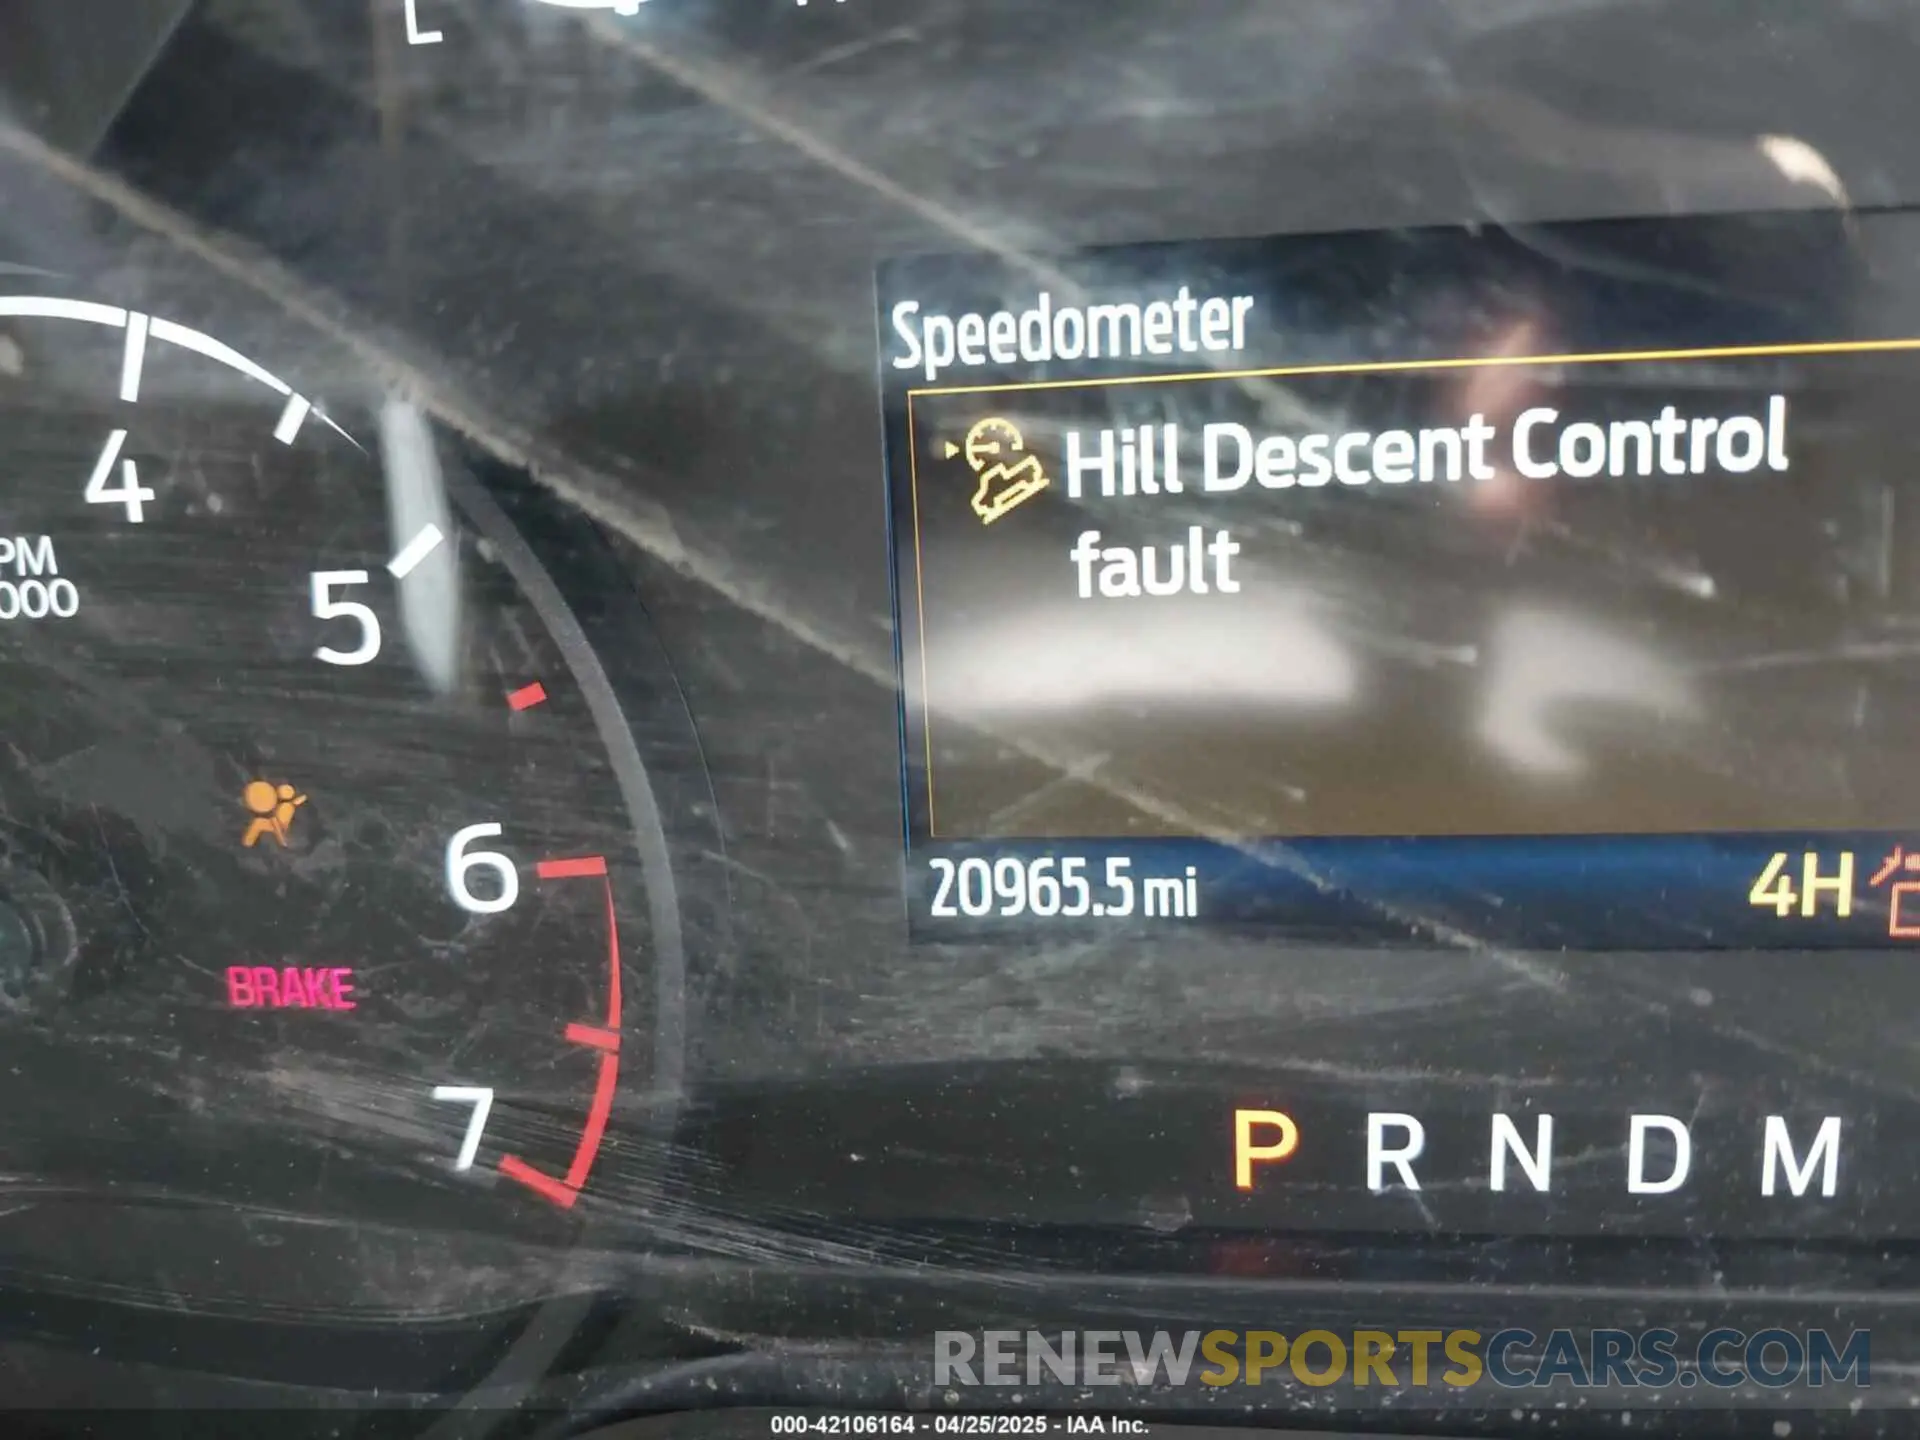 L
4
PM
000
5
6
7
BRAKE
Speedometer
Hill Descent Control
fault
20965.5 mi
4H
P R N D M
RENEWSPORTSCARS.COM
000-42106164 - 04/25/2025 - IAA Inc.